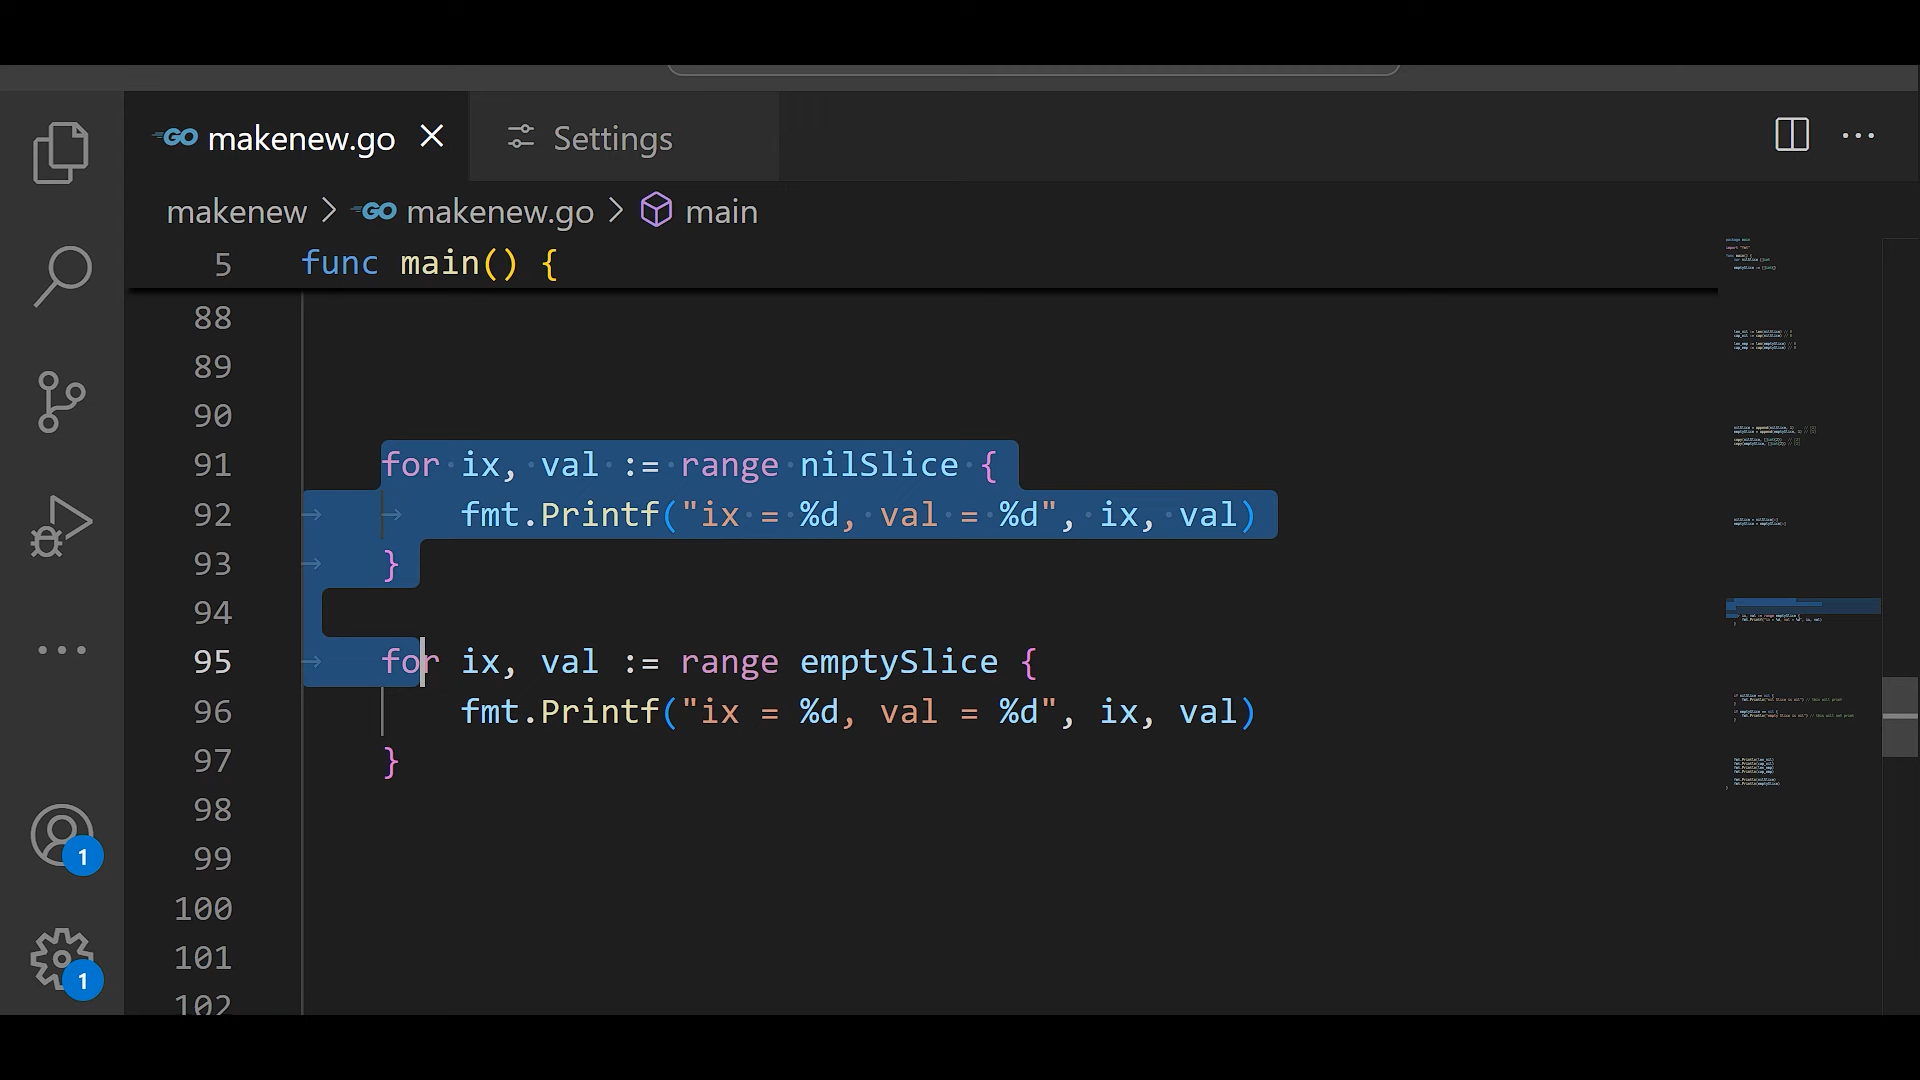 GO makenew.go Settings
makenew > GO makenew.go > main
5 func main() {
88
89
90
91 for ix, val := range nilSlice {
92 fmt.Printf("ix = %d, val = %d", ix, val)
93 }
94
95 for ix, val := range emptySlice {
96 fmt.Printf("ix = %d, val = %d", ix, val)
97 }
98
99
100
101
102
1
1